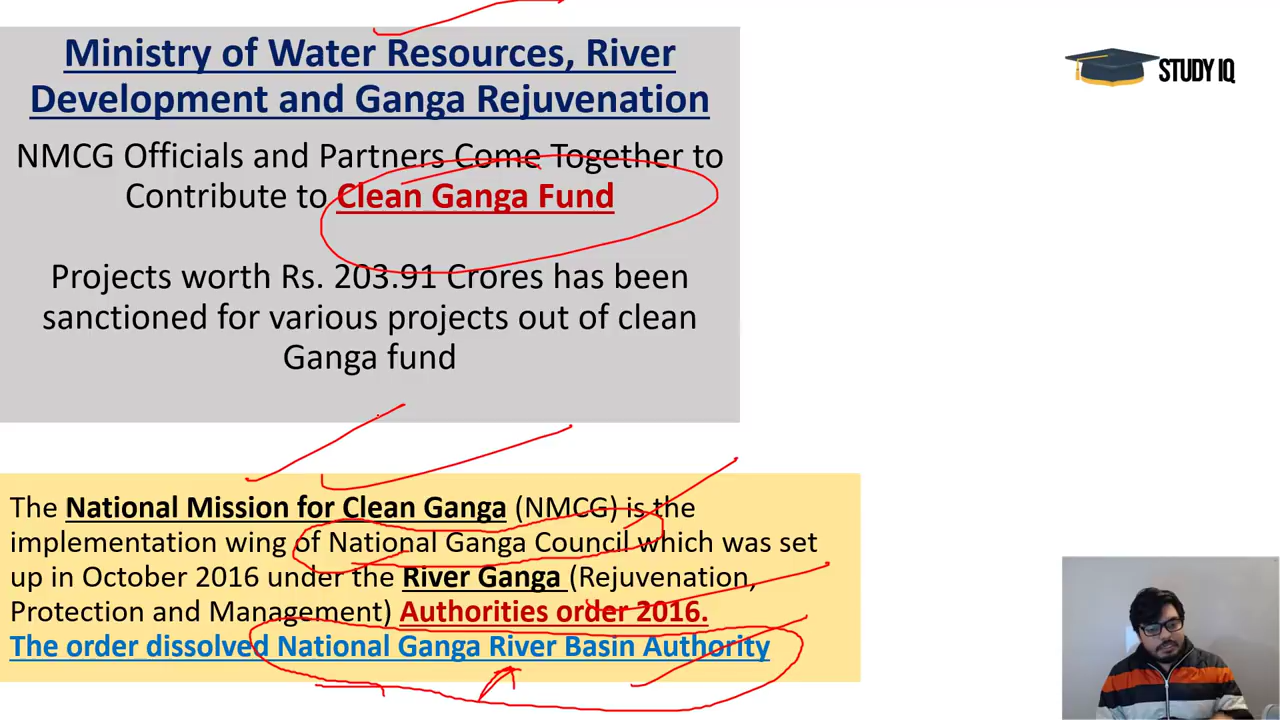 Ministry of Water Resources, River
Development and Ganga Rejuvenation
NMCG Officials and Partners Come Together to
Contribute to Clean Ganga Fund
Projects worth Rs. 203.91 Crores has been
sanctioned for various projects out of clean
Ganga fund
STUDY IQ
The National Mission for Clean Ganga (NMCG) is the
implementation wing of National Ganga Council which was set
up in October 2016 under the River Ganga (Rejuvenation,
Protection and Management) Authorities order 2016.
The order dissolved National Ganga River Basin Authority